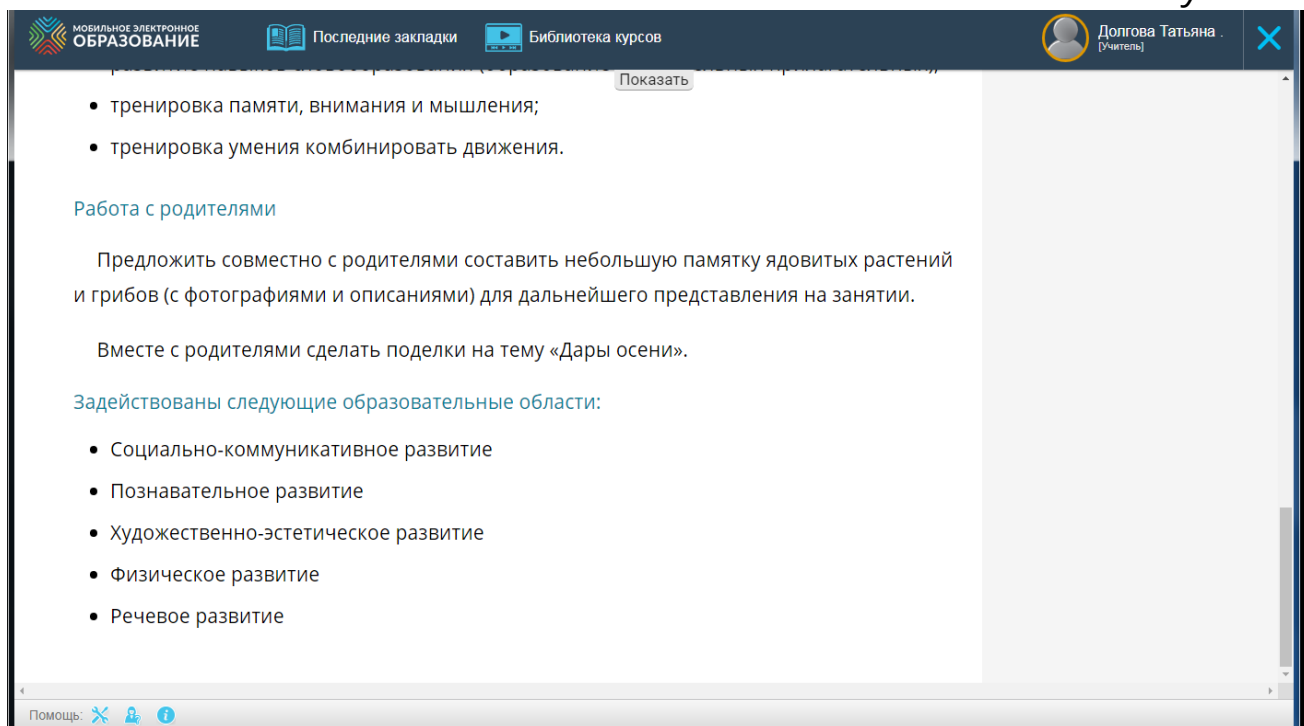 МОБИЛЬНОЕ ЭЛЕКТРОННОЕ
ОБРАЗОВАНИЕ
Последние закладки
Библиотека курсов
Долгова Татьяна .
[Учитель]
Показать
• тренировка памяти, внимания и мышления;
• тренировка умения комбинировать движения.
Работа с родителями
Предложить совместно с родителями составить небольшую памятку ядовитых растений
и грибов (с фотографиями и описаниями) для дальнейшего представления на занятии.
Вместе с родителями сделать поделки на тему «Дары осени».
Задействованы следующие образовательные области:
• Социально-коммуникативное развитие
• Познавательное развитие
• Художественно-эстетическое развитие
• Физическое развитие
• Речевое развитие
Помощь: